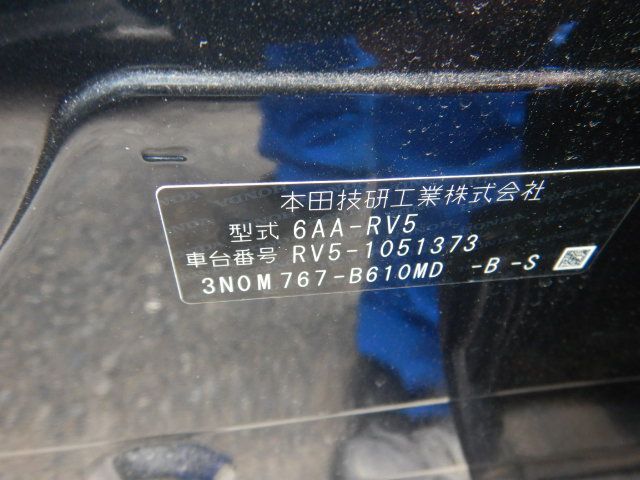 本田技研工業株式会社
型式 6AA-RV5
車台番号 RV5-1051373
3N0M767-B610MD -B -S